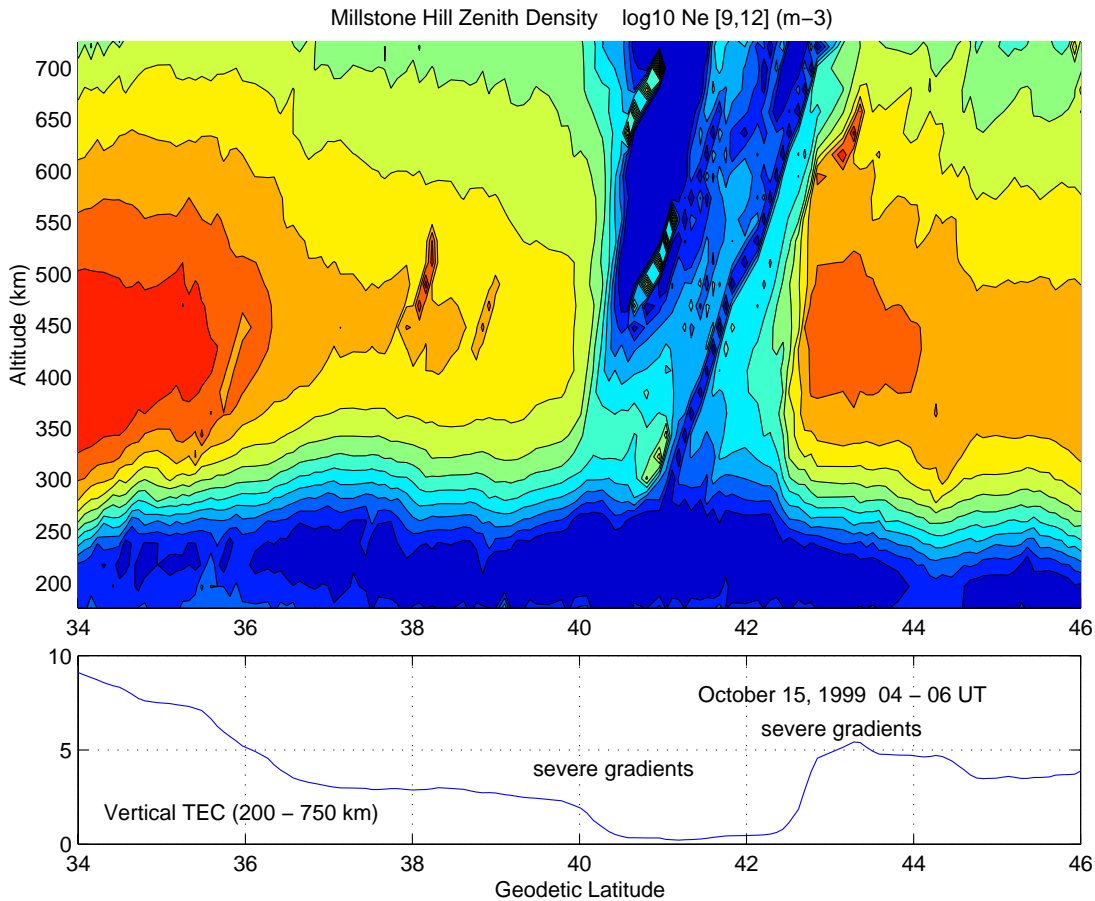 Millstone Hill Zenith Density    log10 Ne [9,12] (m−3)
700
650
600
550
500
450
400
350
300
250
200
Altitude (km)
34 36 38 40 42 44 46
10
5
0
October 15, 1999  04 − 06 UT
severe gradients
severe gradients
Vertical TEC (200 − 750 km)
34 36 38 40 42 44 46
Geodetic Latitude